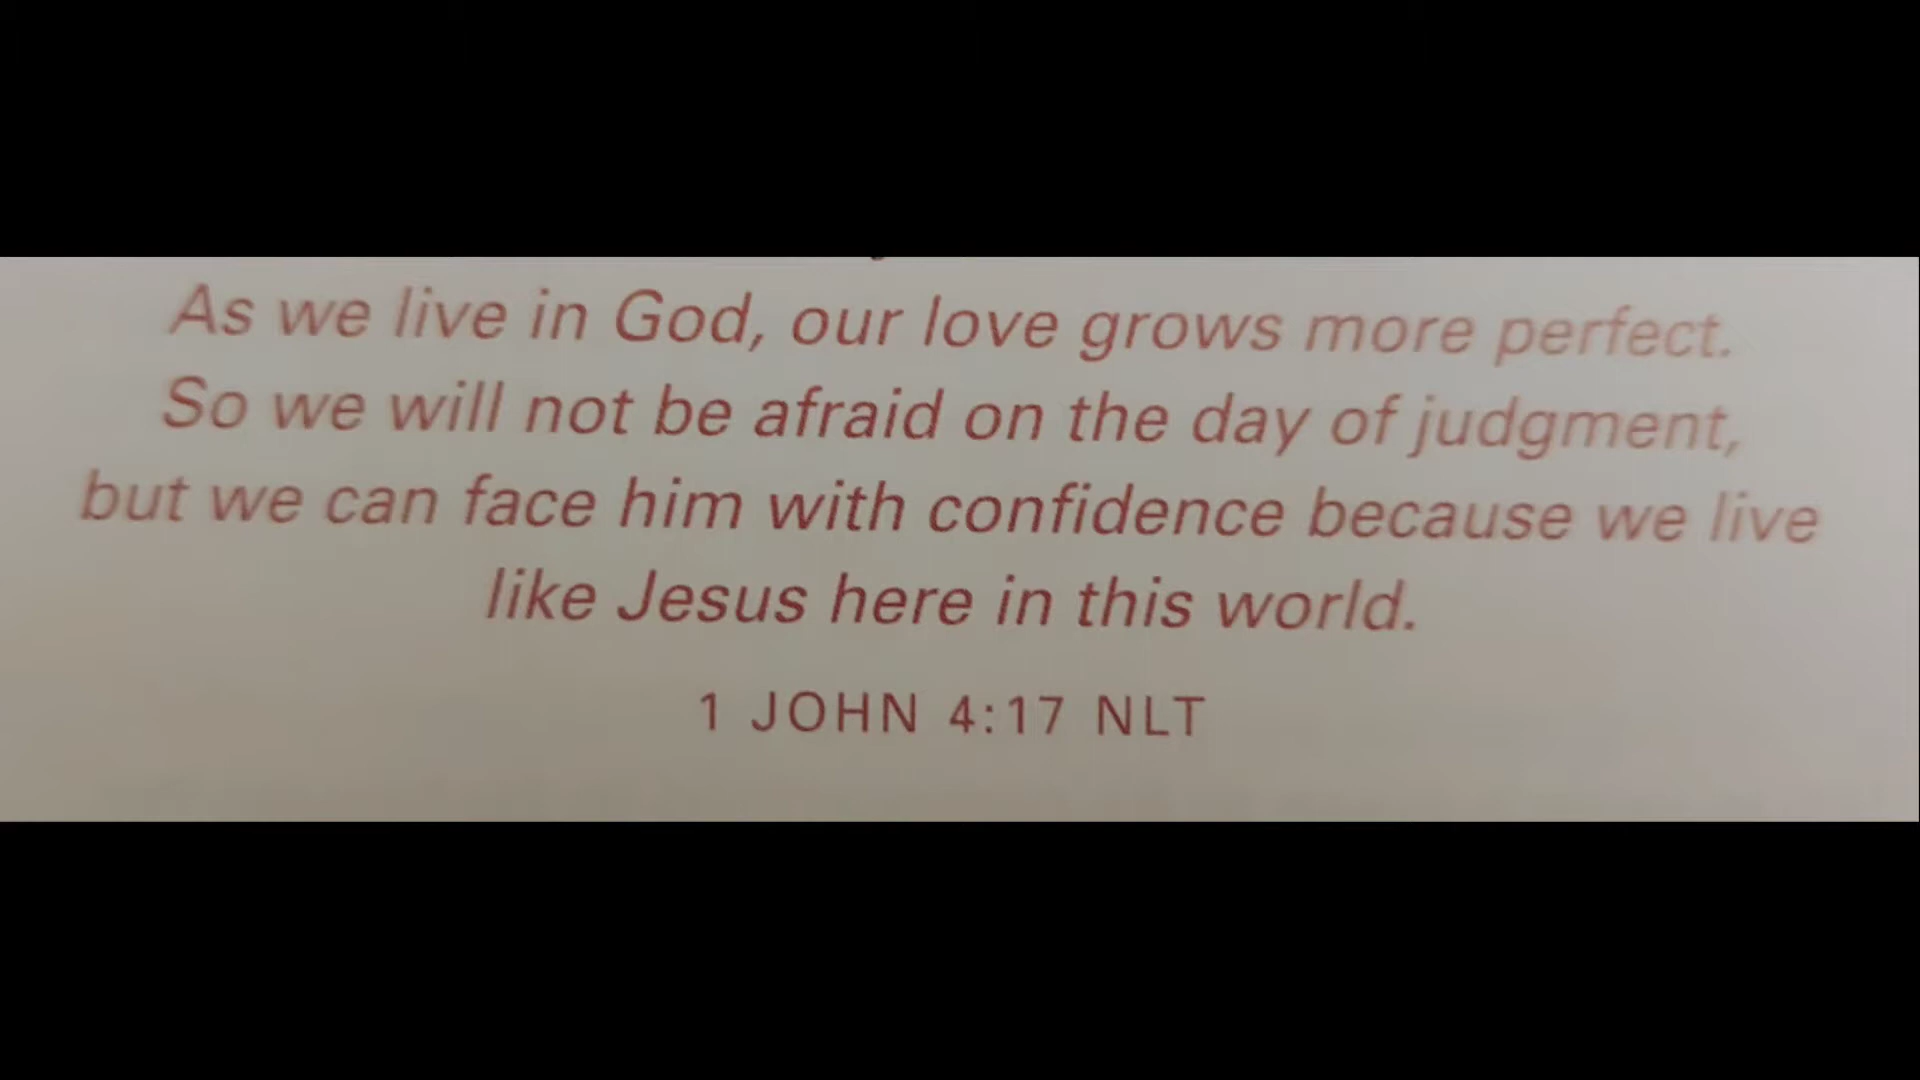 As we live in God, our love grows more perfect.
So we will not be afraid on the day of judgment,
but we can face him with confidence because we live
like Jesus here in this world.
1 JOHN 4:17 NLT